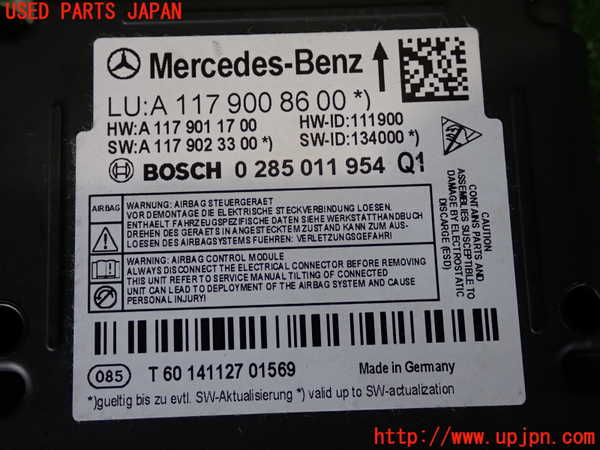 USED PARTS JAPAN
Mercedes-Benz
LU:A 117 900 86 00 *)
HW:A 117 901 17 00 HW-ID:111900
SW:A 117 902 33 00 *) SW-ID:134000 *)
BOSCH 0 285 011 954 Q1
AIRBAG
WARNUNG: AIRBAG STEUERGERAET
VOR DEMONTAGE DIE ELEKTRISCHE STECKVERBINDUNG LOESEN.
ENTHAELT FAHRZEUGSPEZIFISCHE DATEN SIEHE WERKSTATTHANDBUCH
DREHEN DES GERAETS IN ANGESTECKTEM ZUSTAND KANN ZUM AUS-
LOESEN DES AIRBAGSYSTEMS FUEHREN: VERLETZUNGSGEFAHR!
WARNING: AIRBAG CONTROL MODULE
ALWAYS DISCONNECT THE ELECTRICAL CONNECTOR BEFORE REMOVING
THIS UNIT REFER TO SERVICE MANUAL TILTING OF CONNECTED
UNIT CAN LEAD TO DEPLOYMENT OF THE AIRBAG SYSTEM AND CAUSE
PERSONAL INJURY!
CAUTION
CONTAINS PARTS AND
ASSEMBLIES SUSCEPTIBLE TO
DAMAGE BY ELECTROSTATIC
DISCHARGE (ESD)
085 T 60 141127 01569 Made in Germany
*)gueltig bis zu evtl. SW-Aktualisierung *) valid up to SW-actualization
http://www.upjpn.com/